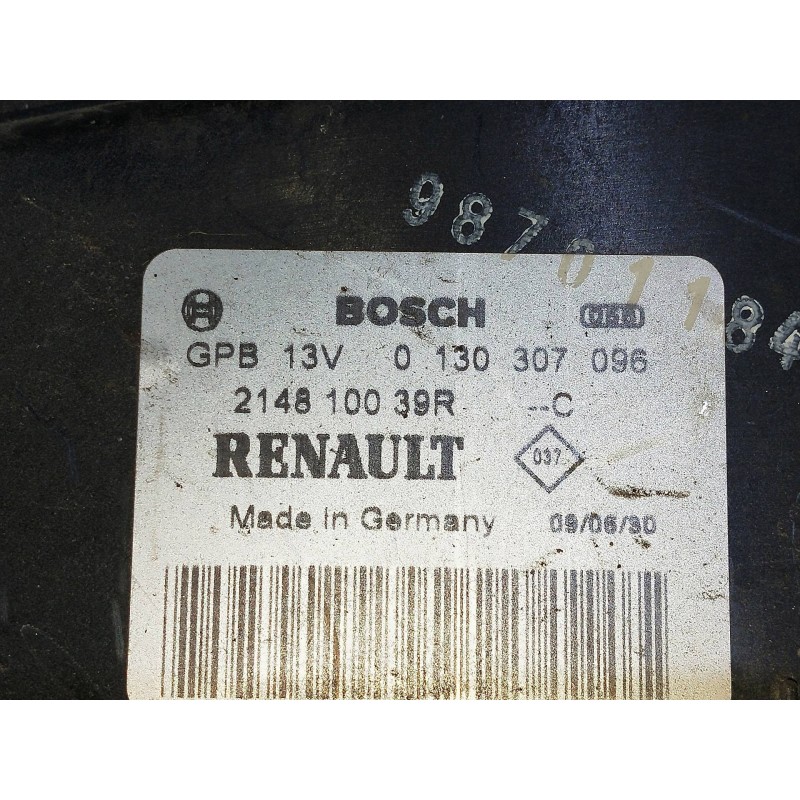 98701184
BOSCH
GPB 13V 0 130 307 096
2148 100 39R --C
RENAULT 037
Made in Germany 09/06/30